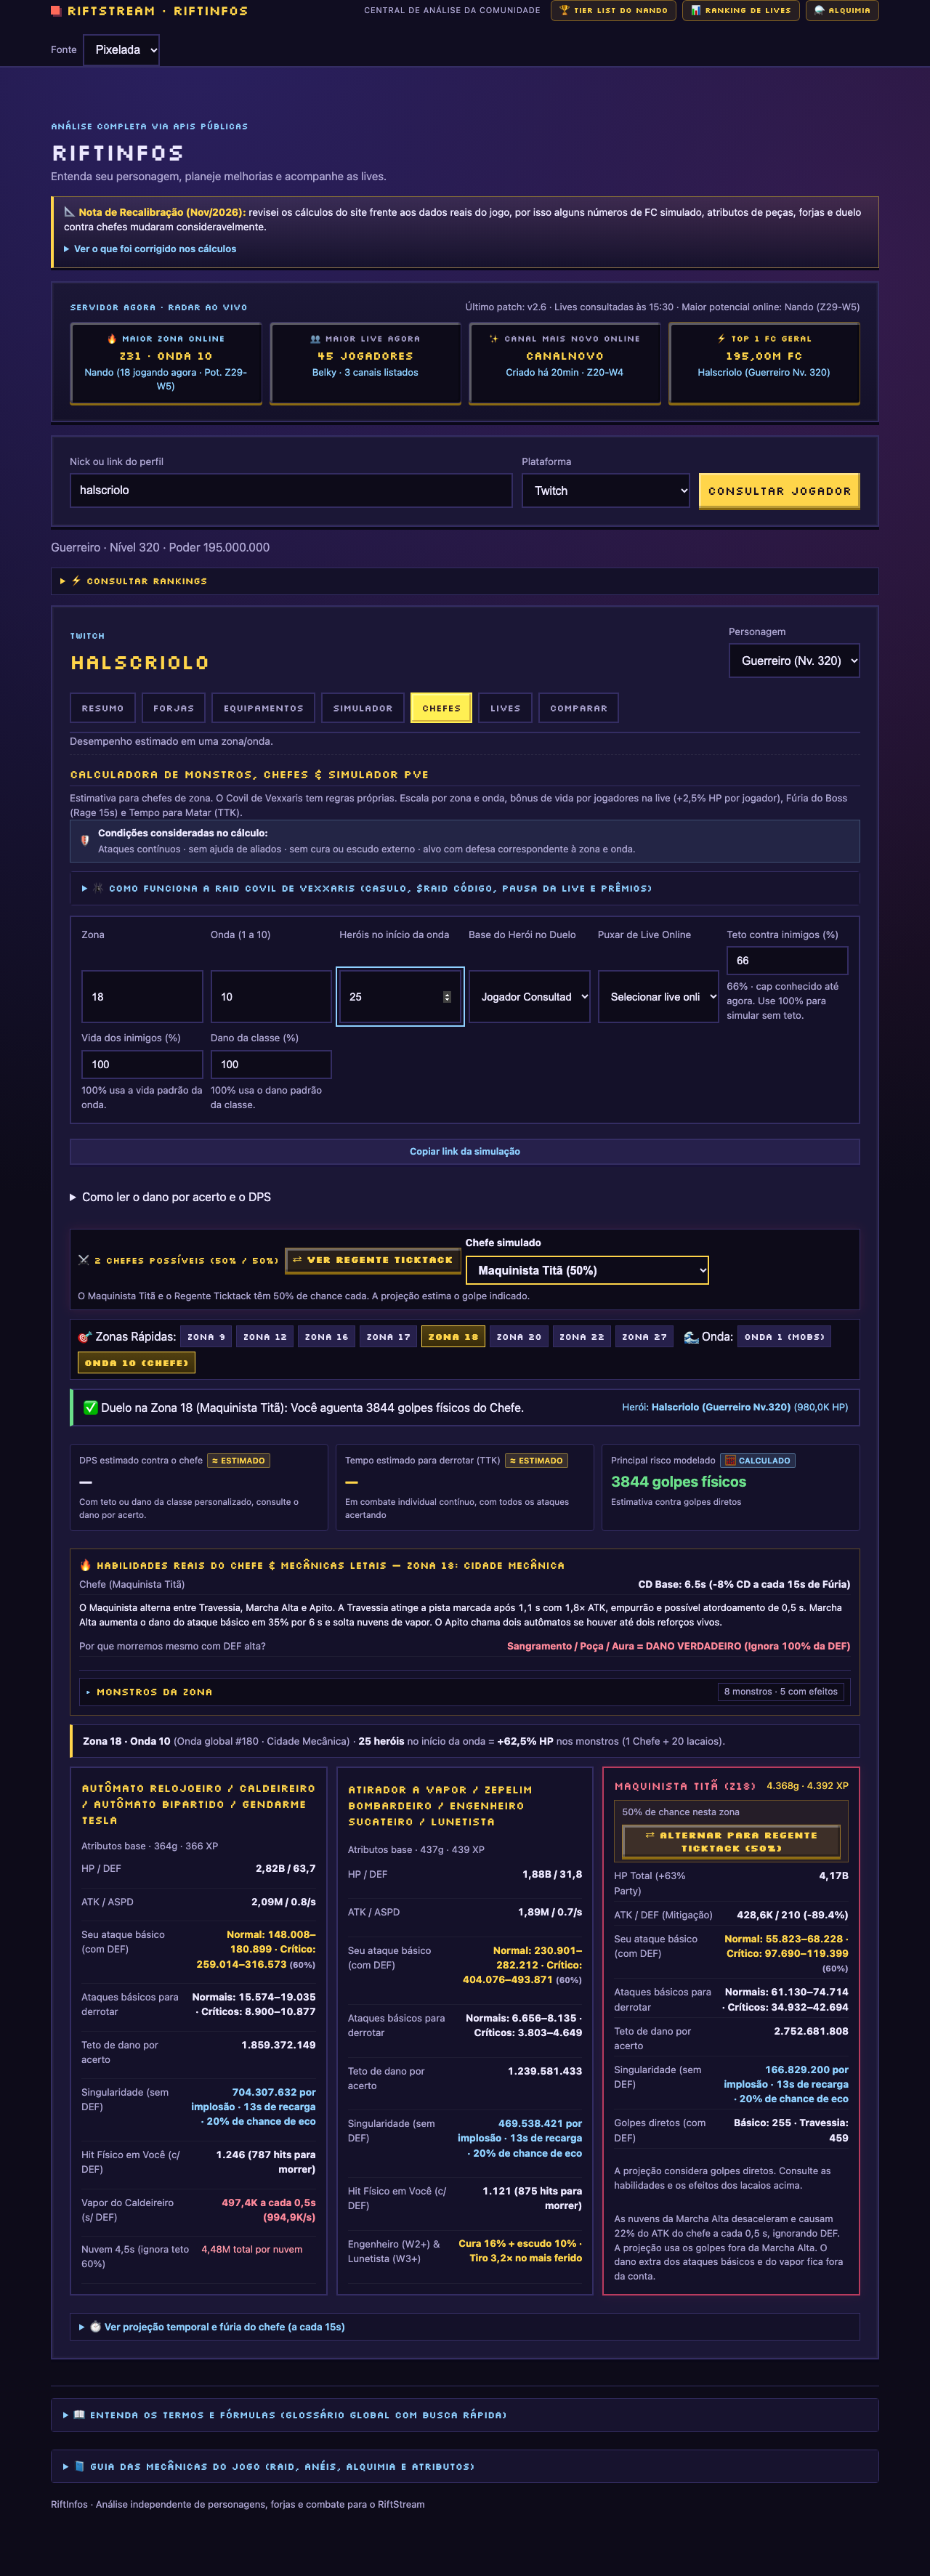 RIFTSTREAM · RIFTINFOS
CENTRAL DE ANÁLISE DA COMUNIDADE
🏆 TIER LIST DO NANDO
📊 RANKING DE LIVES
ALQUIMIA
Fonte
Pixelada
ANÁLISE COMPLETA VIA APIS PÚBLICAS
RIFTINFOS
Entenda seu personagem, planeje melhorias e acompanhe as lives.
📐 Nota de Recalibração (Nov/2026): revisei os cálculos do site frente aos dados reais do jogo, por isso alguns números de FC simulado, atributos de peças, forjas e duelo
contra chefes mudaram consideravelmente.
▶ Ver o que foi corrigido nos cálculos
SERVIDOR AGORA · RADAR AO VIVO
Último patch: v2.6 · Lives consultadas às 15:30 · Maior potencial online: Nando (Z29-W5)
🔥 MAIOR ZONA ONLINE
Z31 · ONDA 10
Nando (18 jogando agora · Pot. Z29-
W5)
👥 MAIOR LIVE AGORA
45 JOGADORES
Belky · 3 canais listados
✨ CANAL MAIS NOVO ONLINE
CANALNOVO
Criado há 20min · Z20-W4
⚡ TOP 1 FC GERAL
195,00M FC
Halscriolo (Guerreiro Nv. 320)
Nick ou link do perfil
halscriolo
Plataforma
Twitch
CONSULTAR JOGADOR
Guerreiro · Nível 320 · Poder 195.000.000
▶ ⚡ CONSULTAR RANKINGS
TWITCH
HALSCRIOLO
Personagem
Guerreiro (Nv. 320)
RESUMO
FORJAS
EQUIPAMENTOS
SIMULADOR
CHEFES
LIVES
COMPARAR
Desempenho estimado em uma zona/onda.
CALCULADORA DE MONSTROS, CHEFES & SIMULADOR PVE
Estimativa para chefes de zona. O Covil de Vexxaris tem regras próprias. Escala por zona e onda, bônus de vida por jogadores na live (+2,5% HP por jogador), Fúria do Boss
(Rage 15s) e Tempo para Matar (TTK).
Condições consideradas no cálculo:
Ataques contínuos · sem ajuda de aliados · sem cura ou escudo externo · alvo com defesa correspondente à zona e onda.
▶ COMO FUNCIONA A RAID COVIL DE VEXXARIS (CASULO, $RAID CÓDIGO, PAUSA DA LIVE E PRÊMIOS)
Zona
18
Onda (1 a 10)
10
Heróis no início da onda
25
Base do Herói no Duelo
Jogador Consultad
Puxar de Live Online
Selecionar live onli
Teto contra inimigos (%)
66
66% · cap conhecido até
agora. Use 100% para
simular sem teto.
Vida dos inimigos (%)
100
100% usa a vida padrão da
onda.
Dano da classe (%)
100
100% usa o dano padrão
da classe.
Copiar link da simulação
▶ Como ler o dano por acerto e o DPS
⚔️ 2 CHEFES POSSÍVEIS (50% / 50%)
⇄ VER REGENTE TICKTACK
Chefe simulado
Maquinista Titã (50%)
O Maquinista Titã e o Regente Ticktack têm 50% de chance cada. A projeção estima o golpe indicado.
🎯 Zonas Rápidas:
ZONA 9
ZONA 12
ZONA 16
ZONA 17
ZONA 18
ZONA 20
ZONA 22
ZONA 27
🌊 Onda:
ONDA 1 (MOBS)
ONDA 10 (CHEFE)
✅ Duelo na Zona 18 (Maquinista Titã): Você aguenta 3844 golpes físicos do Chefe.
Herói: Halscriolo (Guerreiro Nv.320) (980,0K HP)
DPS estimado contra o chefe
≈ ESTIMADO
—
Com teto ou dano da classe personalizado, consulte o
dano por acerto.
Tempo estimado para derrotar (TTK)
≈ ESTIMADO
—
Em combate individual contínuo, com todos os ataques
acertando
Principal risco modelado
🧮 CALCULADO
3844 golpes físicos
Estimativa contra golpes diretos
🔥 HABILIDADES REAIS DO CHEFE & MECÂNICAS LETAIS — ZONA 18: CIDADE MECÂNICA
Chefe (Maquinista Titã)
CD Base: 6.5s (-8% CD a cada 15s de Fúria)
O Maquinista alterna entre Travessia, Marcha Alta e Apito. A Travessia atinge a pista marcada após 1,1 s com 1,8× ATK, empurrão e possível atordoamento de 0,5 s. Marcha
Alta aumenta o dano do ataque básico em 35% por 6 s e solta nuvens de vapor. O Apito chama dois autômatos se houver menos de dois reforços vivos.
Por que morremos mesmo com DEF alta?
Sangramento / Poça / Aura = DANO VERDADEIRO (Ignora 100% da DEF)
▸ MONSTROS DA ZONA
8 monstros · 5 com efeitos
Zona 18 · Onda 10 (Onda global #180 · Cidade Mecânica) · 25 heróis no início da onda = +62,5% HP nos monstros (1 Chefe + 20 lacaios).
AUTÔMATO RELOJOEIRO / CALDEIREIRO
/ AUTÔMATO BIPARTIDO / GENDARME
TESLA
Atributos base · 364g · 366 XP
HP / DEF
2,82B / 63,7
ATK / ASPD
2,09M / 0.8/s
Seu ataque básico
(com DEF)
Normal: 148.008–
180.899 · Crítico:
259.014–316.573 (60%)
Ataques básicos para
derrotar
Normais: 15.574–19.035
· Críticos: 8.900–10.877
Teto de dano por
acerto
1.859.372.149
Singularidade (sem
DEF)
704.307.632 por
implosão · 13s de recarga
· 20% de chance de eco
Hit Físico em Você (c/
DEF)
1.246 (787 hits para
morrer)
Vapor do Caldeireiro
(s/ DEF)
497,4K a cada 0,5s
(994,9K/s)
Nuvem 4,5s (ignora teto
60%)
4,48M total por nuvem
ATIRADOR A VAPOR / ZEPELIM
BOMBARDEIRO / ENGENHEIRO
SUCATEIRO / LUNETISTA
Atributos base · 437g · 439 XP
HP / DEF
1,88B / 31,8
ATK / ASPD
1,89M / 0.7/s
Seu ataque básico
(com DEF)
Normal: 230.901–
282.212 · Crítico:
404.076–493.871 (60%)
Ataques básicos para
derrotar
Normais: 6.656–8.135 ·
Críticos: 3.803–4.649
Teto de dano por
acerto
1.239.581.433
Singularidade (sem
DEF)
469.538.421 por
implosão · 13s de recarga
· 20% de chance de eco
Hit Físico em Você (c/
DEF)
1.121 (875 hits para
morrer)
Engenheiro (W2+) &
Lunetista (W3+)
Cura 16% + escudo 10% ·
Tiro 3,2× no mais ferido
MAQUINISTA TITÃ (Z18)
4.368g · 4.392 XP
50% de chance nesta zona
⇄ ALTERNAR PARA REGENTE
TICKTACK (50%)
HP Total (+63%
Party)
4,17B
ATK / DEF (Mitigação)
428,6K / 210 (-89.4%)
Seu ataque básico
(com DEF)
Normal: 55.823–68.228 ·
Crítico: 97.690–119.399
(60%)
Ataques básicos para
derrotar
Normais: 61.130–74.714
· Críticos: 34.932–42.694
Teto de dano por
acerto
2.752.681.808
Singularidade (sem
DEF)
166.829.200 por
implosão · 13s de recarga
· 20% de chance de eco
Golpes diretos (com
DEF)
Básico: 255 · Travessia:
459
A projeção considera golpes diretos. Consulte as
habilidades e os efeitos dos lacaios acima.
As nuvens da Marcha Alta desaceleram e causam
22% do ATK do chefe a cada 0,5 s, ignorando DEF.
A projeção usa os golpes fora da Marcha Alta. O
dano extra dos ataques básicos e do vapor fica fora
da conta.
▶ ⏱️ Ver projeção temporal e fúria do chefe (a cada 15s)
▶ 📖 ENTENDA OS TERMOS E FÓRMULAS (GLOSSÁRIO GLOBAL COM BUSCA RÁPIDA)
▶ 📘 GUIA DAS MECÂNICAS DO JOGO (RAID, ANÉIS, ALQUIMIA E ATRIBUTOS)
RiftInfos · Análise independente de personagens, forjas e combate para o RiftStream